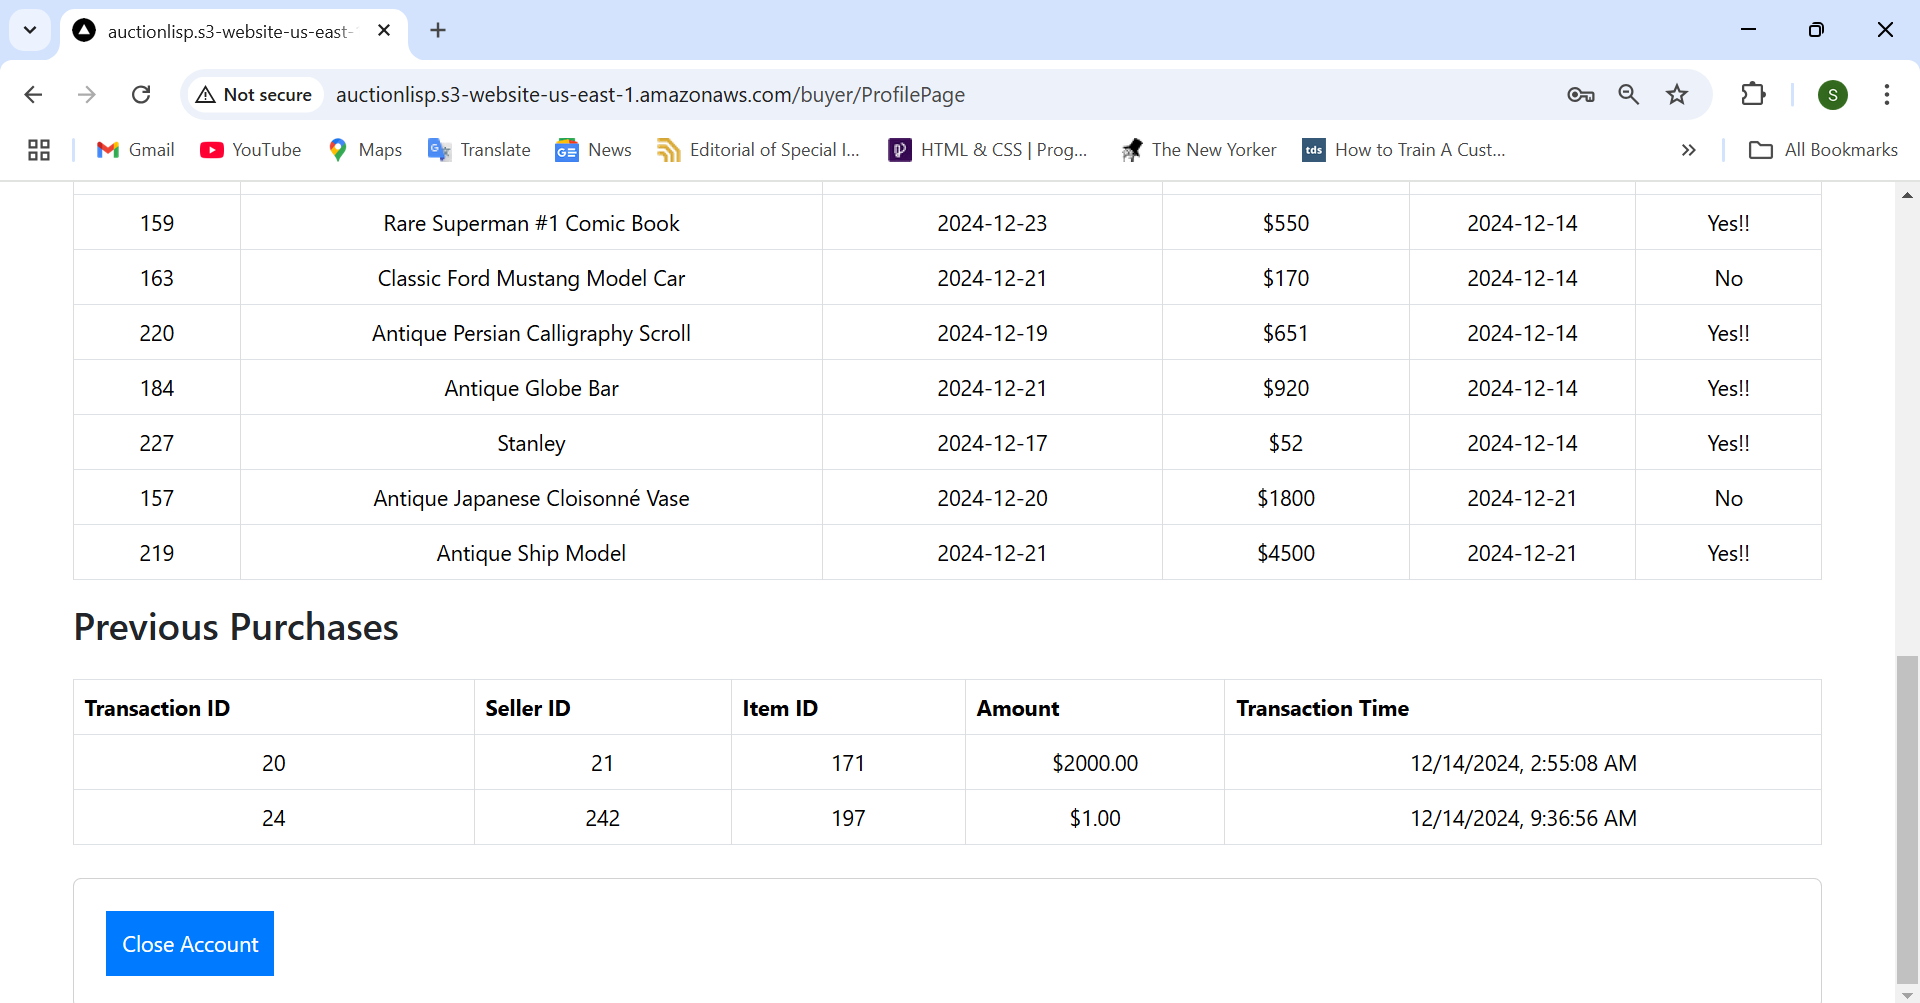 auctionlisp.s3-website-us-east-
Not secure auctionlisp.s3-website-us-east-1.amazonaws.com/buyer/ProfilePage S
Gmail YouTube Maps Translate News Editorial of Special I... HTML & CSS | Prog... The New Yorker tds How to Train A Cust... » All Bookmarks
159 Rare Superman #1 Comic Book 2024-12-23 $550 2024-12-14 Yes!!
163 Classic Ford Mustang Model Car 2024-12-21 $170 2024-12-14 No
220 Antique Persian Calligraphy Scroll 2024-12-19 $651 2024-12-14 Yes!!
184 Antique Globe Bar 2024-12-21 $920 2024-12-14 Yes!!
227 Stanley 2024-12-17 $52 2024-12-14 Yes!!
157 Antique Japanese Cloisonné Vase 2024-12-20 $1800 2024-12-21 No
219 Antique Ship Model 2024-12-21 $4500 2024-12-21 Yes!!
Previous Purchases
Transaction ID Seller ID Item ID Amount Transaction Time
20 21 171 $2000.00 12/14/2024, 2:55:08 AM
24 242 197 $1.00 12/14/2024, 9:36:56 AM
Close Account